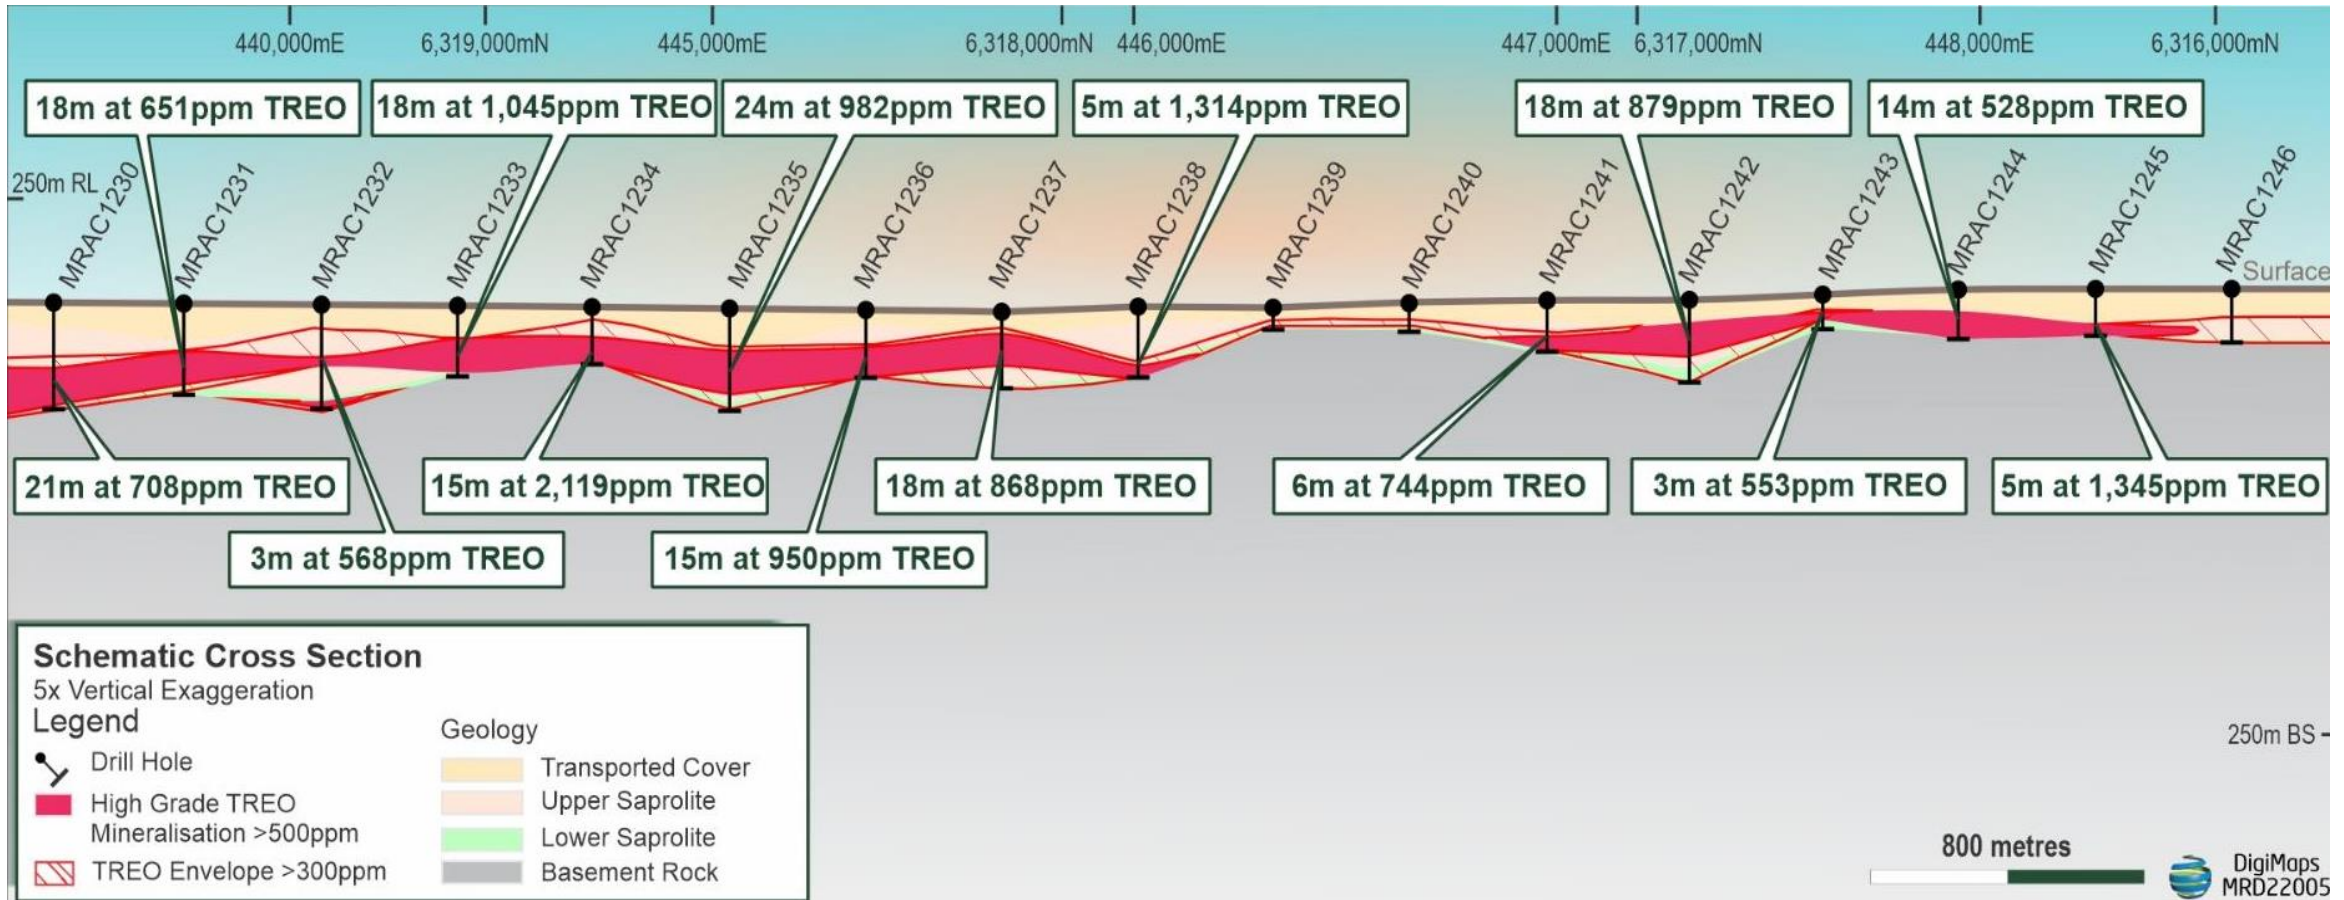 440,000mE
6,319,000mN
445,000mE
6,318,000mN
446,000mE
447,000mE
6,317,000mN
448,000mE
6,316,000mN
18m at 651ppm TREO
18m at 1,045ppm TREO
24m at 982ppm TREO
5m at 1,314ppm TREO
18m at 879ppm TREO
14m at 528ppm TREO
250m RL
MRAC1230
MRAC1231
MRAC1232
MRAC1233
MRAC1234
MRAC1235
MRAC1236
MRAC1237
MRAC1238
MRAC1239
MRAC1240
MRAC1241
MRAC1242
MRAC1243
MRAC1244
MRAC1245
MRAC1246
Surface
21m at 708ppm TREO
15m at 2,119ppm TREO
18m at 868ppm TREO
6m at 744ppm TREO
3m at 553ppm TREO
5m at 1,345ppm TREO
3m at 568ppm TREO
15m at 950ppm TREO
Schematic Cross Section
5x Vertical Exaggeration
Legend
Drill Hole
High Grade TREO
Mineralisation >500ppm
TREO Envelope >300ppm
Geology
Transported Cover
Upper Saprolite
Lower Saprolite
Basement Rock
250m BS
800 metres
DigiMaps
MRD22005